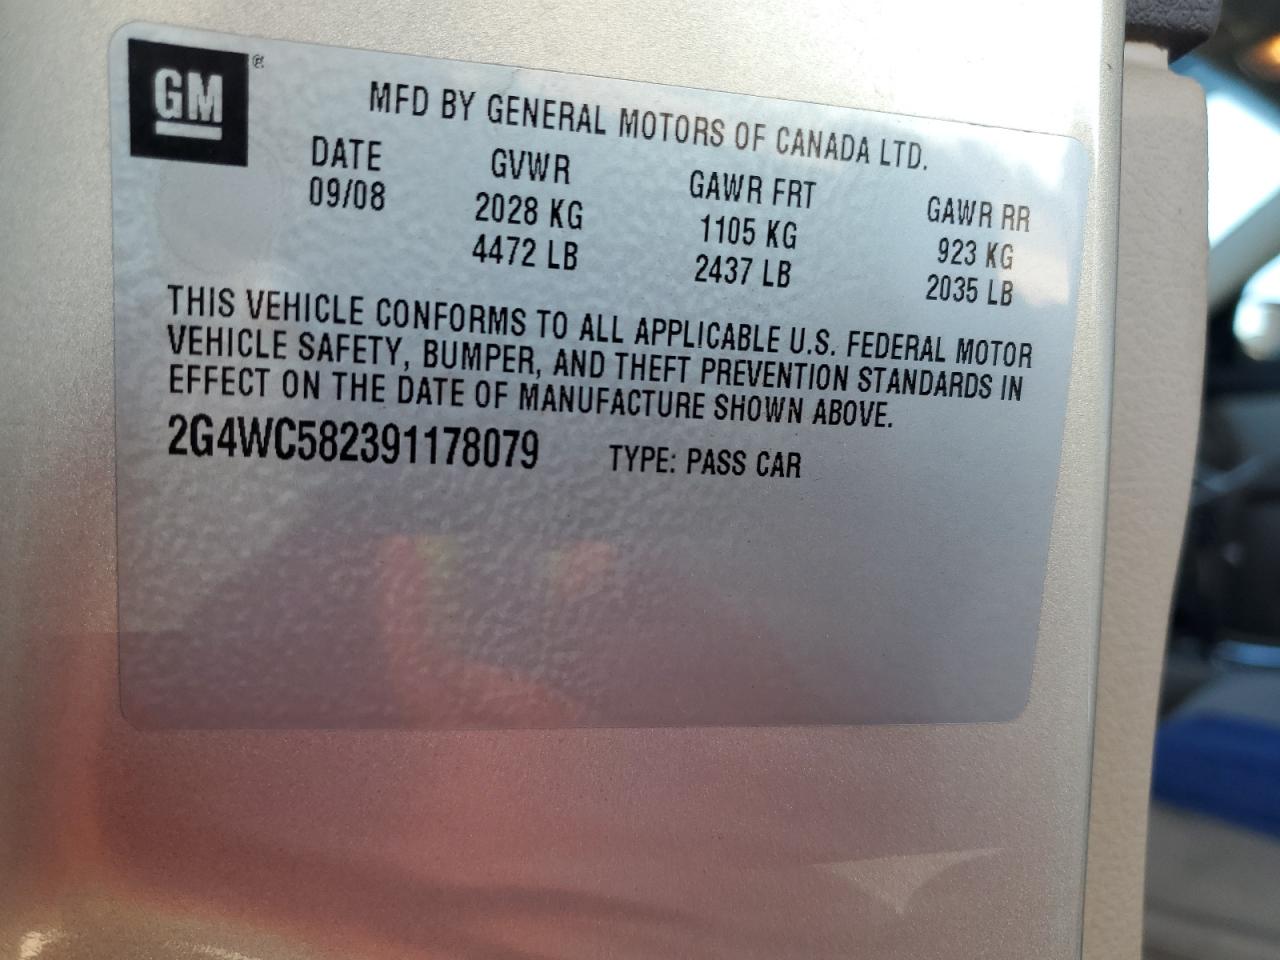 GM ®
MFD BY GENERAL MOTORS OF CANADA LTD.
DATE GVWR GAWR FRT GAWR RR
09/08 2028 KG 1105 KG 923 KG
4472 LB 2437 LB 2035 LB
THIS VEHICLE CONFORMS TO ALL APPLICABLE U.S. FEDERAL MOTOR
VEHICLE SAFETY, BUMPER, AND THEFT PREVENTION STANDARDS IN
EFFECT ON THE DATE OF MANUFACTURE SHOWN ABOVE.
2G4WC582391178079 TYPE: PASS CAR